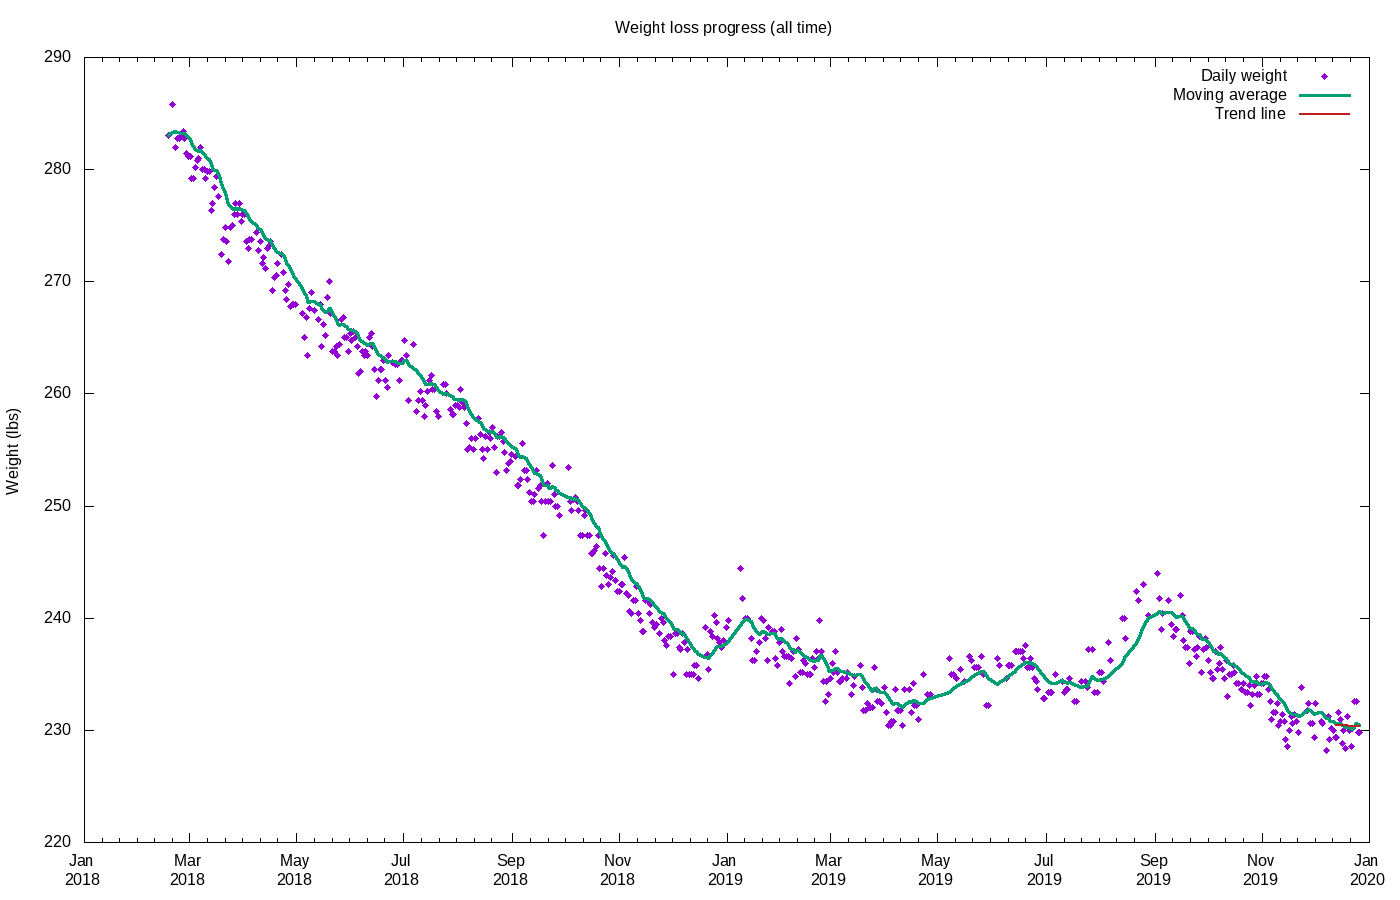 Weight loss progress (all time)
Daily weight
Moving average
Trend line
Weight (lbs)
290
280
270
260
250
240
230
220
Jan Mar May Jul Sep Nov Jan Mar May Jul Sep Nov Jan
2018 2018 2018 2018 2018 2018 2019 2019 2019 2019 2019 2019 2020